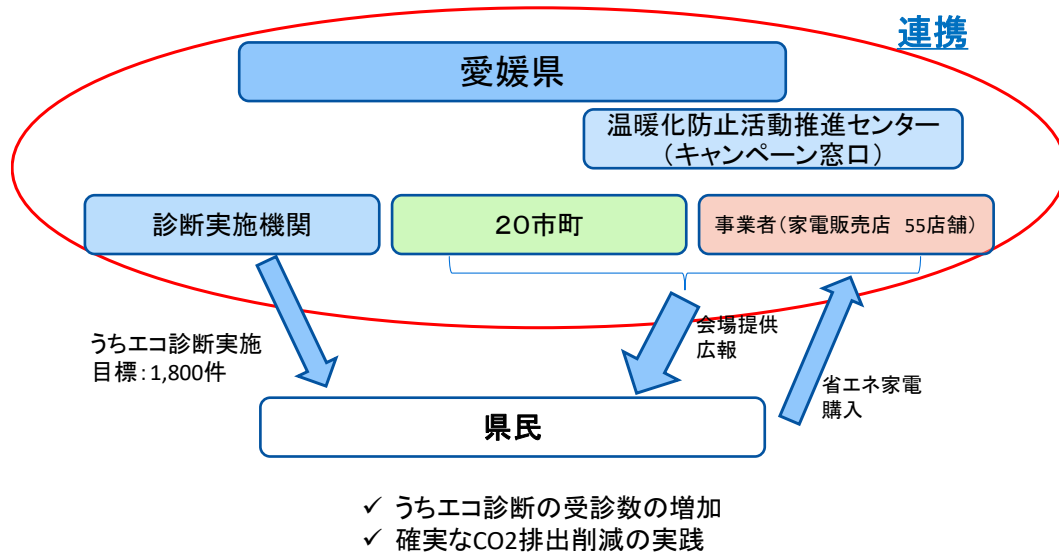 連携
愛媛県
温暖化防止活動推進センター
(キャンペーン窓口)
診断実施機関
20市町
事業者(家電販売店 55店舗)
うちエコ診断実施
目標:1,800件
会場提供
広報
省エネ家電
購入
県民
✓ うちエコ診断の受診数の増加
✓ 確実なCO2排出削減の実践